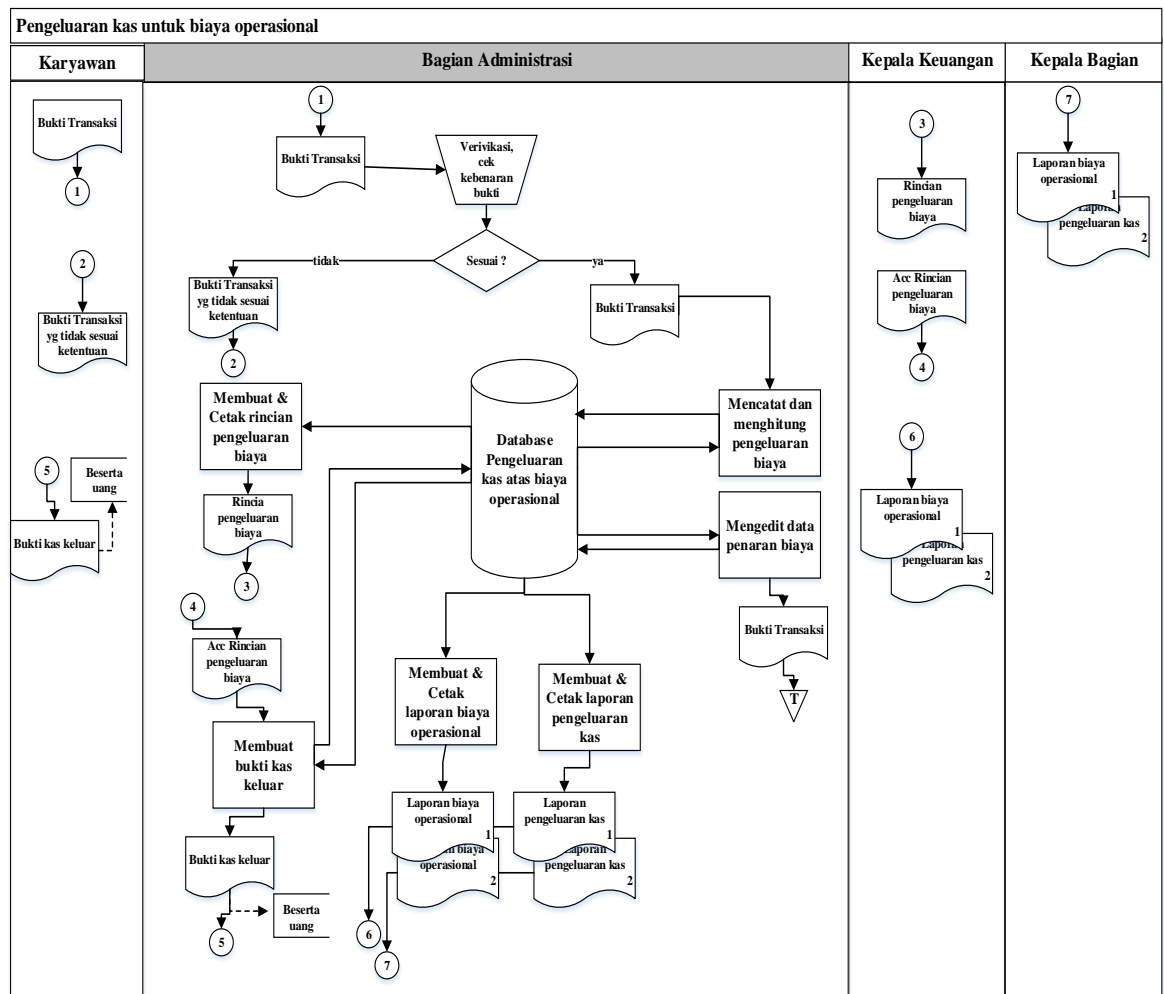 Pengeluaran kas untuk biaya operasional
Karyawan
Bagian Administrasi
Kepala Keuangan
Kepala Bagian
Bukti Transaksi
1
2
Bukti Transaksi
yg tidak sesuai
ketentuan
5
Beserta
uang
Bukti kas keluar
1
Bukti Transaksi
Verivikasi,
cek
kebenaran
bukti
Sesuai ?
tidak
ya
Bukti Transaksi
yg tidak sesuai
ketentuan
2
Bukti Transaksi
Membuat &
Cetak rincian
pengeluaran
biaya
Database
Pengeluaran
kas atas biaya
operasional
Mencatat dan
menghitung
pengeluaran
biaya
Rincia
pengeluaran
biaya
3
Mengedit data
penaran biaya
Bukti Transaksi
T
4
Acc Rincian
pengeluaran
biaya
Membuat
bukti kas
keluar
Bukti kas keluar
Beserta
uang
5
Membuat &
Cetak
laporan biaya
operasional
Membuat &
Cetak laporan
pengeluaran
kas
Laporan biaya
operasional
1
biaya
operasional
2
Laporan
pengeluaran kas
1
Laporan
pengeluaran kas
2
6
7
3
Rincian
pengeluaran
biaya
Acc Rincian
pengeluaran
biaya
4
6
Laporan biaya
operasional
1
Laporan
pengeluaran kas
2
7
Laporan biaya
operasional
1
Laporan
pengeluaran kas
2